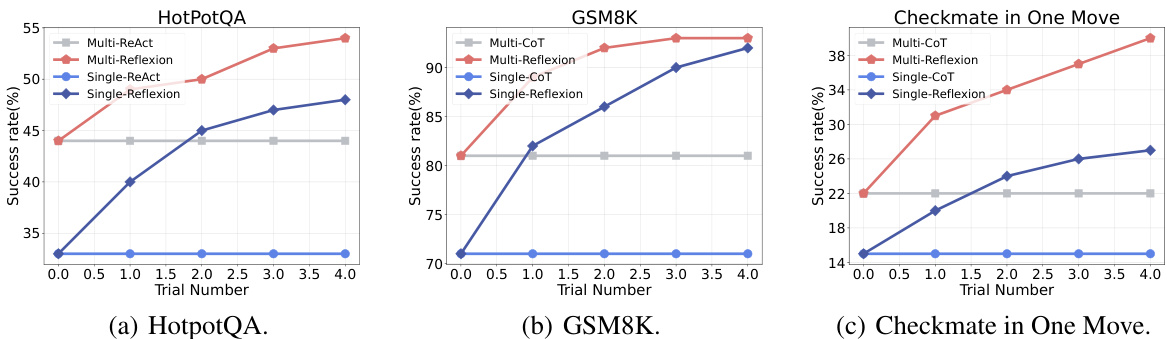 HotPotQA
55
50
45
40
35
Success rate(%)
Multi-ReAct
Multi-Reflexion
Single-ReAct
Single-Reflexion
0.0 0.5 1.0 1.5 2.0 2.5 3.0 3.5 4.0
Trial Number
(a) HotpotQA.
GSM8K
90
85
80
75
70
Success rate(%)
Multi-CoT
Multi-Reflexion
Single-CoT
Single-Reflexion
0.0 0.5 1.0 1.5 2.0 2.5 3.0 3.5 4.0
Trial Number
(b) GSM8K.
Checkmate in One Move
38
34
30
26
22
18
14
Success rate(%)
Multi-CoT
Multi-Reflexion
Single-CoT
Single-Reflexion
0.0 0.5 1.0 1.5 2.0 2.5 3.0 3.5 4.0
Trial Number
(c) Checkmate in One Move.